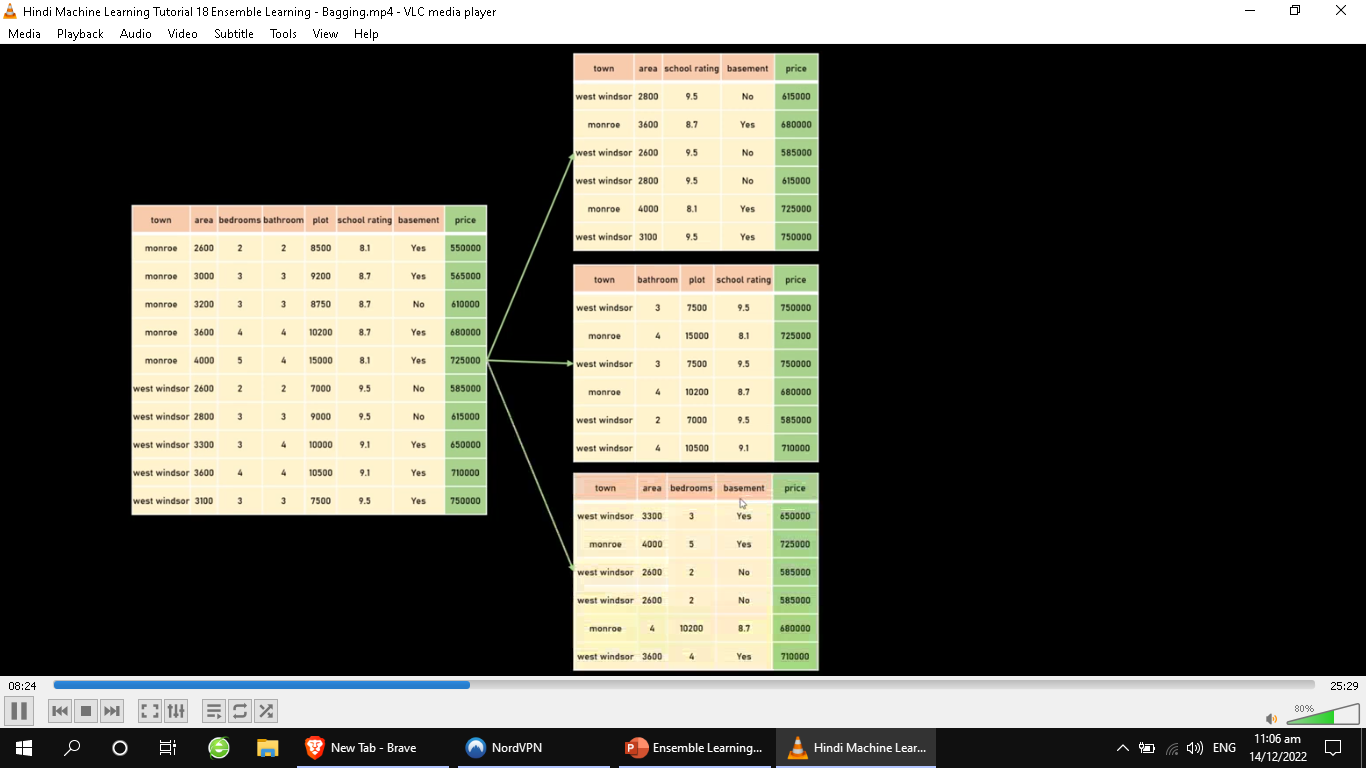 Hindi Machine Learning Tutorial 18 Ensemble Learning - Bagging.mp4 - VLC media player
Media Playback Audio Video Subtitle Tools View Help
town area bedrooms bathroom plot school rating basement price
monroe 2600 2 2 8500 8.1 Yes 550000
monroe 3000 3 3 9200 8.7 Yes 565000
monroe 3200 3 3 8750 8.7 No 610000
monroe 3600 4 4 10200 8.7 Yes 680000
monroe 4000 5 4 15000 8.1 Yes 725000
west windsor 2600 2 2 7000 9.5 No 585000
west windsor 2800 3 3 9000 9.5 No 615000
west windsor 3300 3 4 10000 9.1 Yes 650000
west windsor 3600 4 4 10500 9.1 Yes 710000
west windsor 3100 3 3 7500 9.5 Yes 750000
town area school rating basement price
west windsor 2800 9.5 No 615000
monroe 3600 8.7 Yes 680000
west windsor 2600 9.5 No 585000
west windsor 2800 9.5 No 615000
monroe 4000 8.1 Yes 725000
west windsor 3100 9.5 Yes 750000
town bathroom plot school rating price
west windsor 3 7500 9.5 750000
monroe 4 15000 8.1 725000
west windsor 3 7500 9.5 750000
monroe 4 10200 8.7 680000
west windsor 2 7000 9.5 585000
west windsor 4 10500 9.1 710000
town area bedrooms basement price
west windsor 3300 3 Yes 650000
monroe 4000 5 Yes 725000
west windsor 2600 2 No 585000
west windsor 2600 2 No 585000
monroe 4 10200 8.7 680000
west windsor 3600 4 Yes 710000
08:24 25:29
80%
New Tab - Brave NordVPN Ensemble Learning... Hindi Machine Lear... ENG 11:06 am
14/12/2022